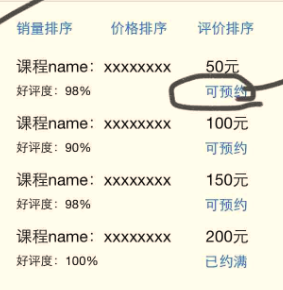 销量排序 价格排序 评价排序
课程name：xxxxxxxx 50元
好评度：98% 可预约
课程name：xxxxxxxx 100元
好评度：90% 可预约
课程name：xxxxxxxx 150元
好评度：98% 可预约
课程name：xxxxxxxx 200元
好评度：100% 已约满